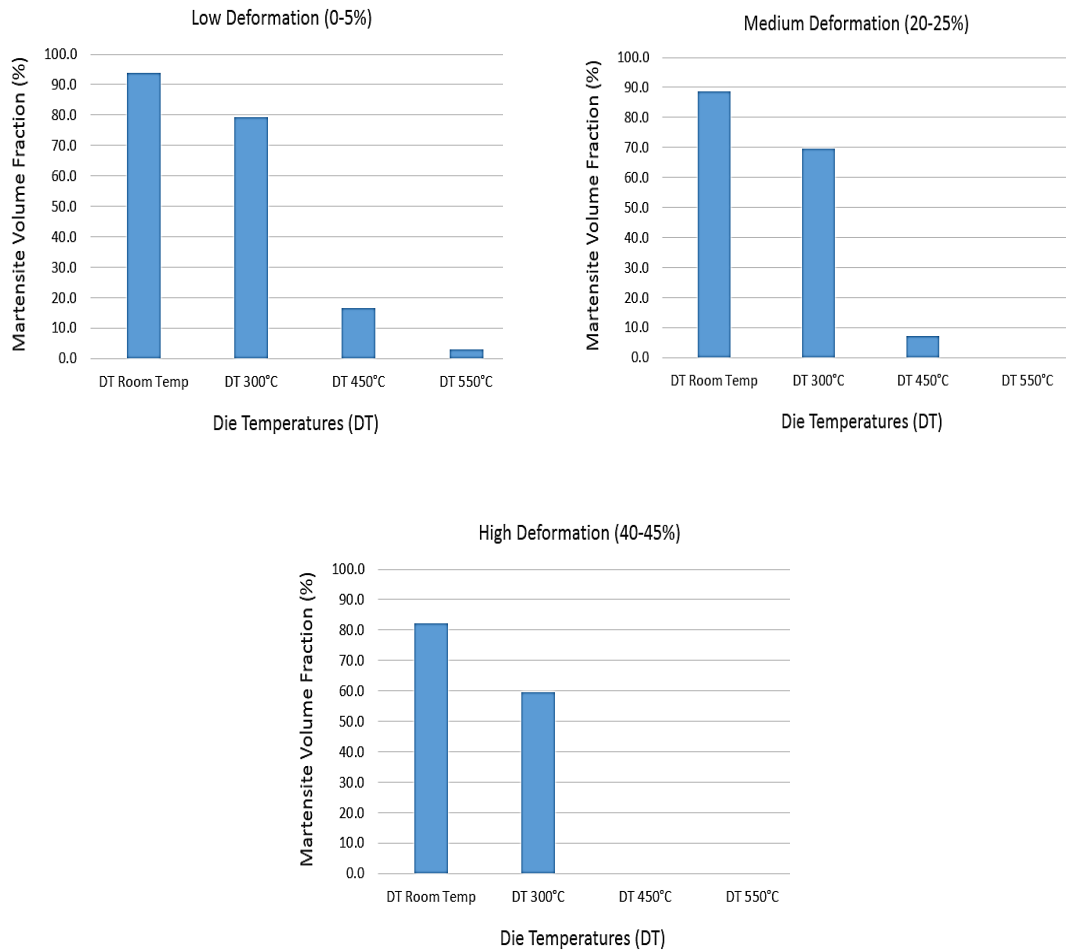 Low Deformation (0-5%)
Martensite Volume Fraction (%)
100.0
90.0
80.0
70.0
60.0
50.0
40.0
30.0
20.0
10.0
0.0
DT Room Temp DT 300°C DT 450°C DT 550°C
Die Temperatures (DT)
Medium Deformation (20-25%)
Martensite Volume Fraction (%)
100.0
90.0
80.0
70.0
60.0
50.0
40.0
30.0
20.0
10.0
0.0
DT Room Temp DT 300°C DT 450°C DT 550°C
Die Temperatures (DT)
High Deformation (40-45%)
Martensite Volume Fraction (%)
100.0
90.0
80.0
70.0
60.0
50.0
40.0
30.0
20.0
10.0
0.0
DT Room Temp DT 300°C DT 450°C DT 550°C
Die Temperatures (DT)